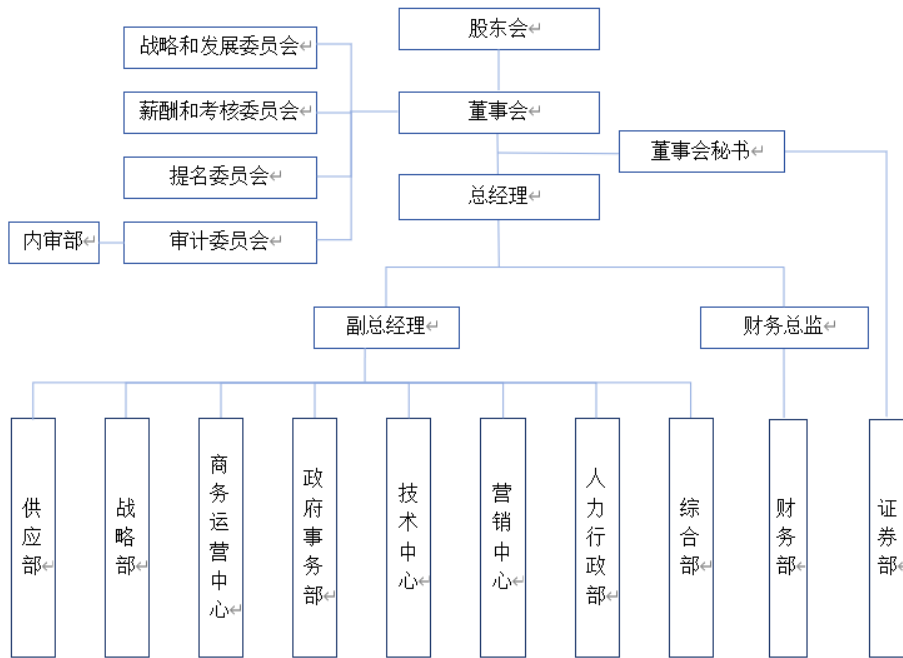 股东会
战略和发展委员会
薪酬和考核委员会
董事会
董事会秘书
提名委员会
总经理
内审部
审计委员会
副总经理
财务总监
供应部
战略部
商务运营中心
政府事务部
技术中心
营销中心
人力行政部
综合部
财务部
证券部